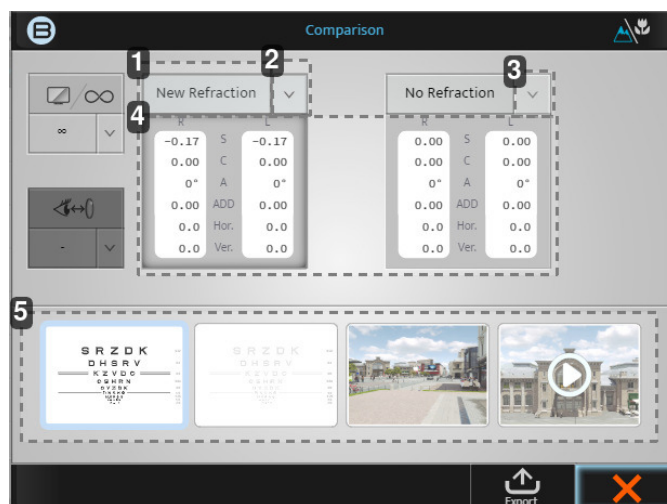 B Comparison
1 2 3
New Refraction No Refraction
4
∞
R L R L
-0.17 S -0.17 0.00 S 0.00
0.00 C 0.00 0.00 C 0.00
0° A 0° 0° A 0°
0.00 ADD 0.00 0.00 ADD 0.00
0.0 Hor. 0.0 0.0 Hor. 0.0
- 0.0 Ver. 0.0 0.0 Ver. 0.0
5
S R Z D K S R Z D K
D H S R V D H S R V
K Z V D C K Z V D C
Export